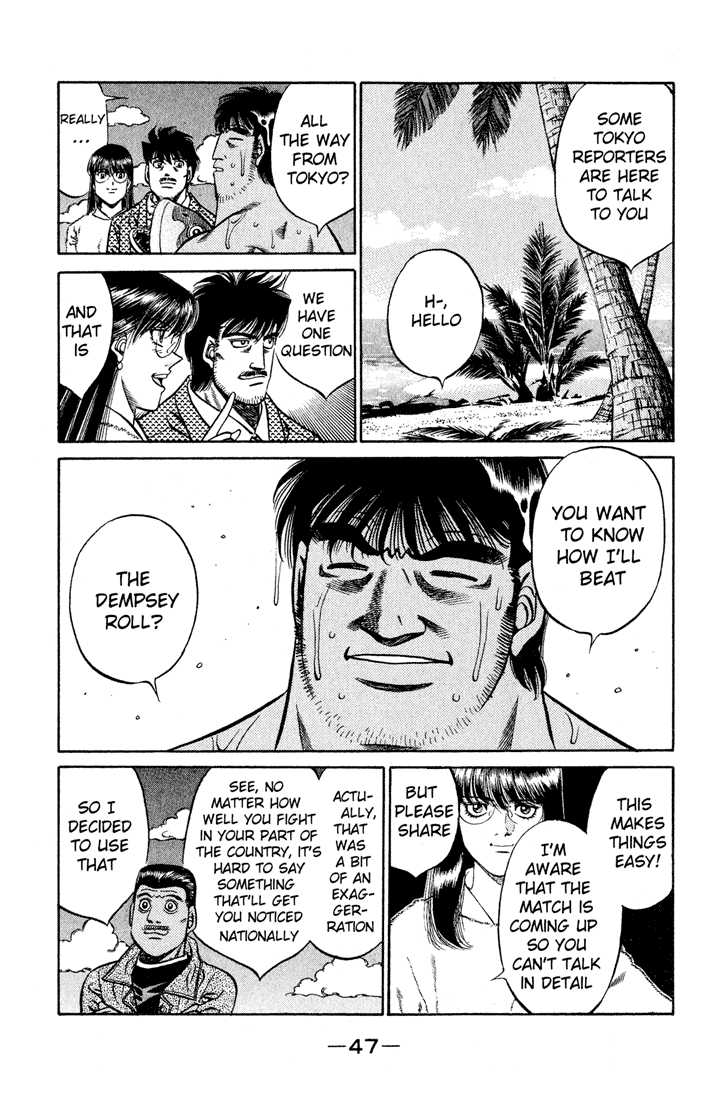 SOME
TOKYO
REPORTERS
ARE HERE
TO TALK
TO YOU
H-,
HELLO
ALL
THE WAY
FROM
TOKYO?
REALLY
...
WE
HAVE
ONE
QUESTION
AND
THAT
IS
YOU WANT
TO KNOW
HOW I'LL
BEAT
THE
DEMPSEY
ROLL?
THIS
MAKES
THINGS
EASY!
I'M
AWARE
THAT THE
MATCH IS
COMING UP
SO YOU
CAN'T TALK
IN DETAIL
BUT
PLEASE
SHARE
ACTU-
ALLY,
THAT
WAS
A BIT
OF AN
EXAG-
GER-
RATION
SEE, NO
MATTER HOW
WELL YOU FIGHT
IN YOUR PART OF
THE COUNTRY, IT'S
HARD TO SAY
SOMETHING
THAT'LL GET
YOU NOTICED
NATIONALLY
SO I
DECIDED
TO USE
THAT
—47—